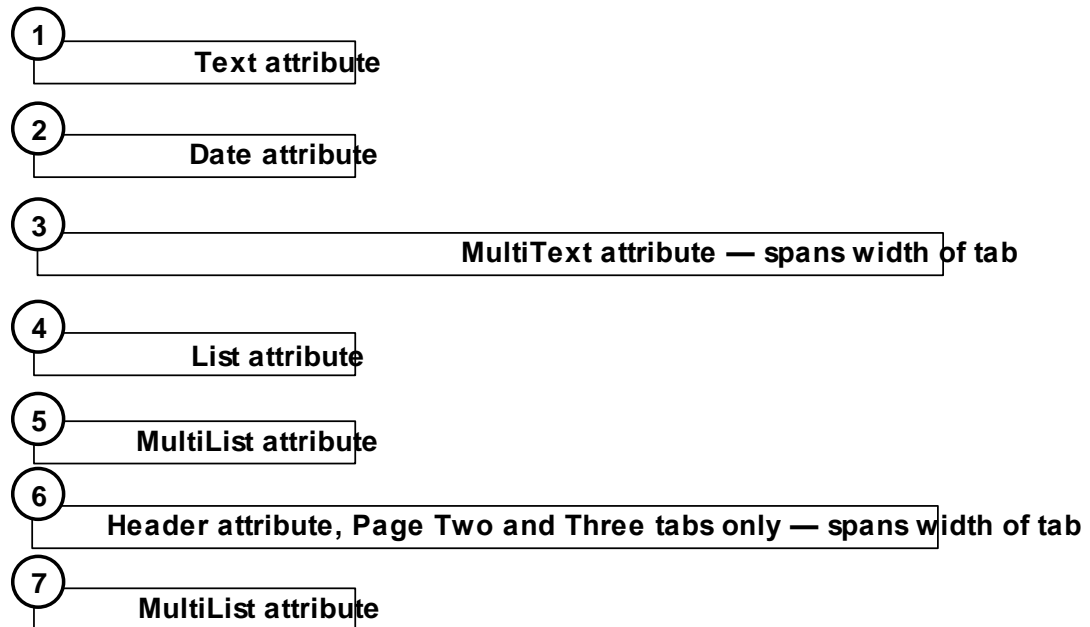 1
Text attribute
2
Date attribute
3
MultiText attribute — spans width of tab
4
List attribute
5
MultiList attribute
6
Header attribute, Page Two and Three tabs only — spans width of tab
7
MultiList attribute